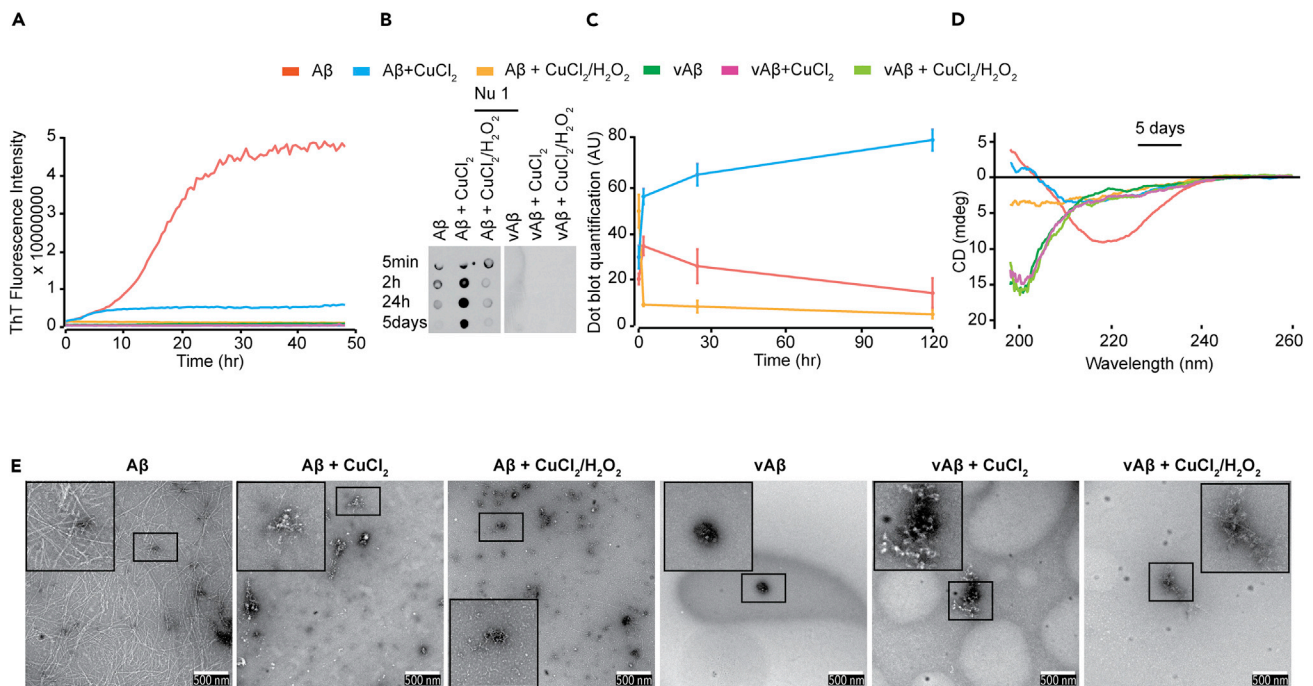 A
B
C
D
Aβ
Aβ+CuCl₂
Aβ + CuCl₂/H₂O₂
vAβ
vAβ+CuCl₂
vAβ + CuCl₂/H₂O₂
ThT Fluorescence Intensity
x 10000000
5
4
3
2
1
0
0 10 20 30 40 50
Time (hr)
Nu 1
Aβ
Aβ + CuCl₂
Aβ + CuCl₂/H₂O₂
vAβ
vAβ + CuCl₂
vAβ + CuCl₂/H₂O₂
5min
2h
24h
5days
Dot blot quantification (AU)
80
60
40
20
0
0 30 60 90 120
Time (hr)
5 days
CD (mdeg)
5
0
5
10
15
20
200 220 240 260
Wavelength (nm)
E
Aβ
Aβ + CuCl₂
Aβ + CuCl₂/H₂O₂
vAβ
vAβ + CuCl₂
vAβ + CuCl₂/H₂O₂
500 nm
500 nm
500 nm
500 nm
500 nm
500 nm